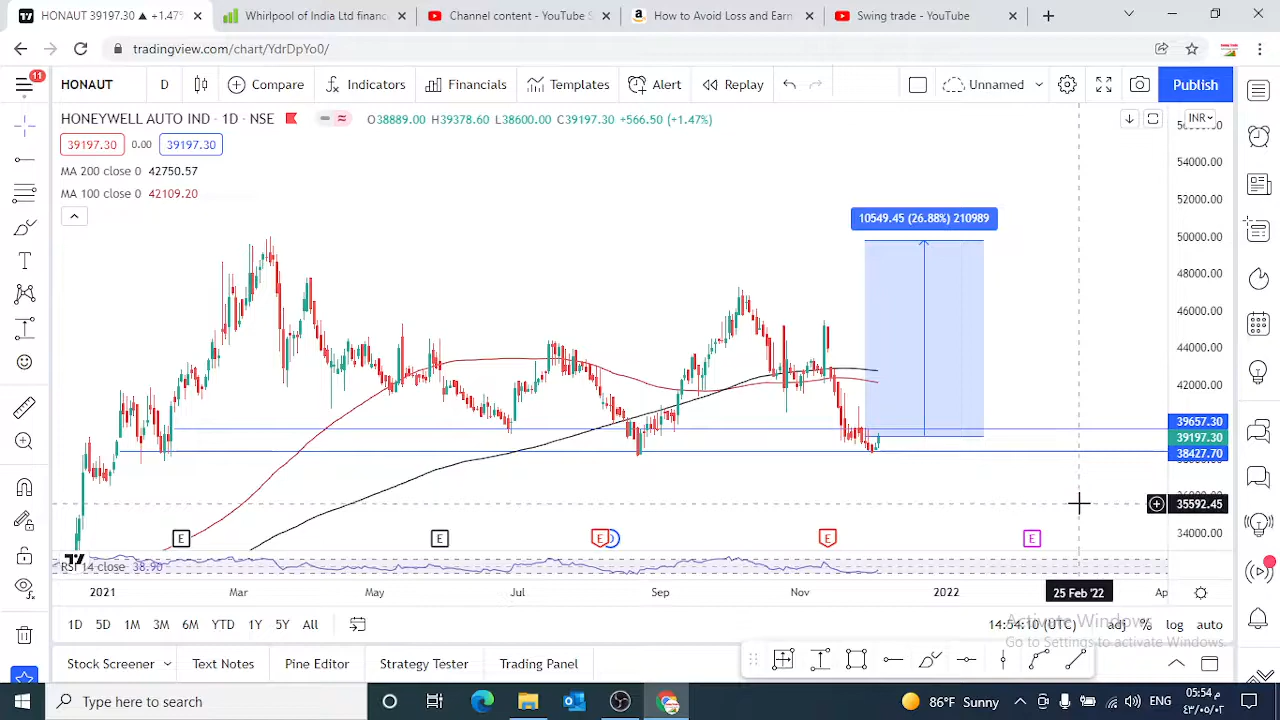 HONAUT 39197.30 ▲ +1.47%
Whirlpool of India Ltd financ
Channel content - YouTube S
How to Avoid Loss and Earn
Swing trade - YouTube
tradingview.com/chart/YdrDpYo0/
11
HONAUT D Compare Indicators Financials Templates Alert Replay Unnamed Publish
HONEYWELL AUTO IND · 1D · NSE O38889.00 H39378.60 L38600.00 C39197.30 +566.50 (+1.47%)
INR
39197.30 0.00 39197.30
MA 200 close 0 42750.57
MA 100 close 0 42109.20
54000.00
52000.00
10549.45 (26.88%) 210989
50000.00
48000.00
46000.00
44000.00
42000.00
39657.30
39197.30
38427.70
35592.45
34000.00
E E E E E
RSI 14 close 38.90
2021 Mar May Jul Sep Nov 2022 25 Feb '22 Ap
1D 5D 1M 3M 6M YTD 1Y 5Y All 14:54:10 (UTC) adj % log auto
Activate Windows
Go to Settings to activate Windows.
Stock Screener Text Notes Pine Editor Strategy Tester Trading Panel
Type here to search
86°F Sunny
ENG
05:54 م